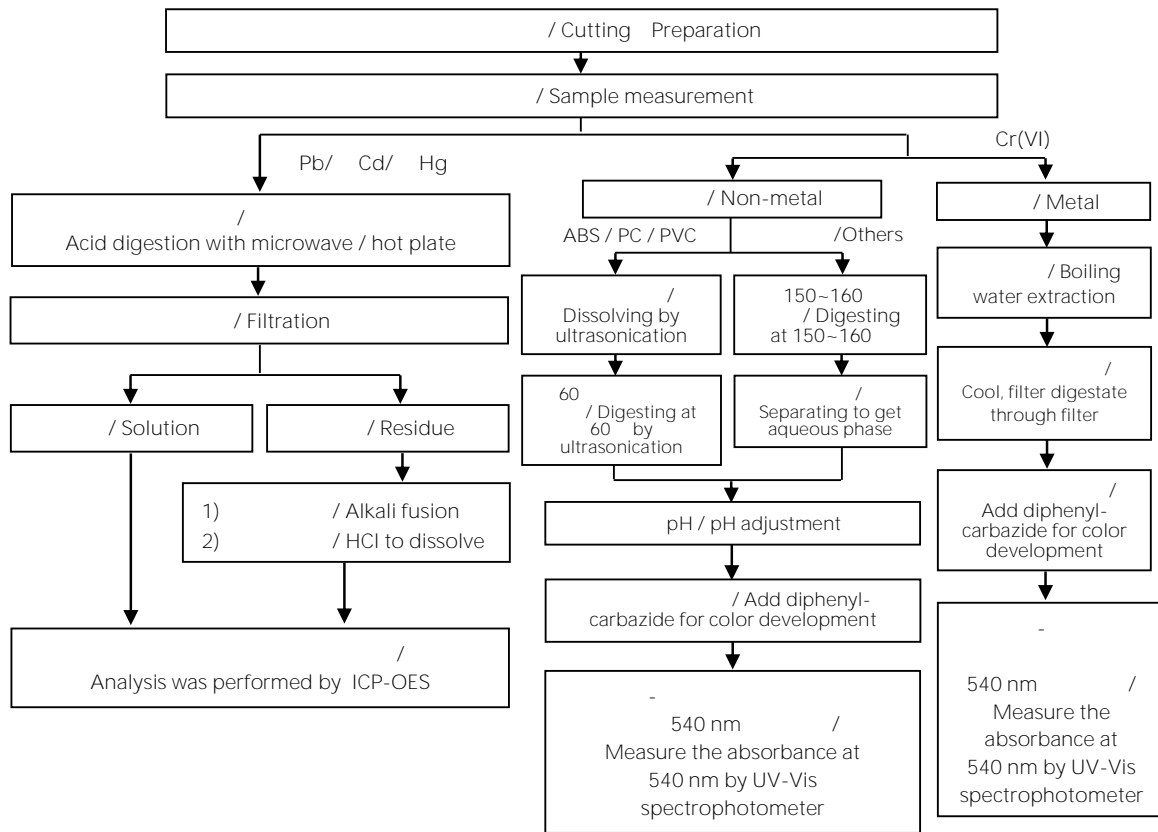 / Cutting Preparation
/ Sample measurement
Pb/ Cd/ Hg
Cr(VI)
/
Acid digestion with microwave / hot plate
/ Filtration
/ Solution
/ Residue
1) / Alkali fusion
2) / HCl to dissolve
/
Analysis was performed by ICP-OES
/ Non-metal
ABS / PC / PVC
/Others
/
Dissolving by
ultrasonication
150~160
/ Digesting
at 150~160
60
/ Digesting at
60 by
ultrasonication
/
Separating to get
aqueous phase
pH / pH adjustment
/ Add diphenyl-
carbazide for color development
-
540 nm /
Measure the absorbance at
540 nm by UV-Vis
spectrophotometer
/ Metal
/ Boiling
water extraction
/
Cool, filter digestate
through filter
/
Add diphenyl-
carbazide for color
development
-
540 nm /
Measure the
absorbance at
540 nm by UV-Vis
spectrophotometer